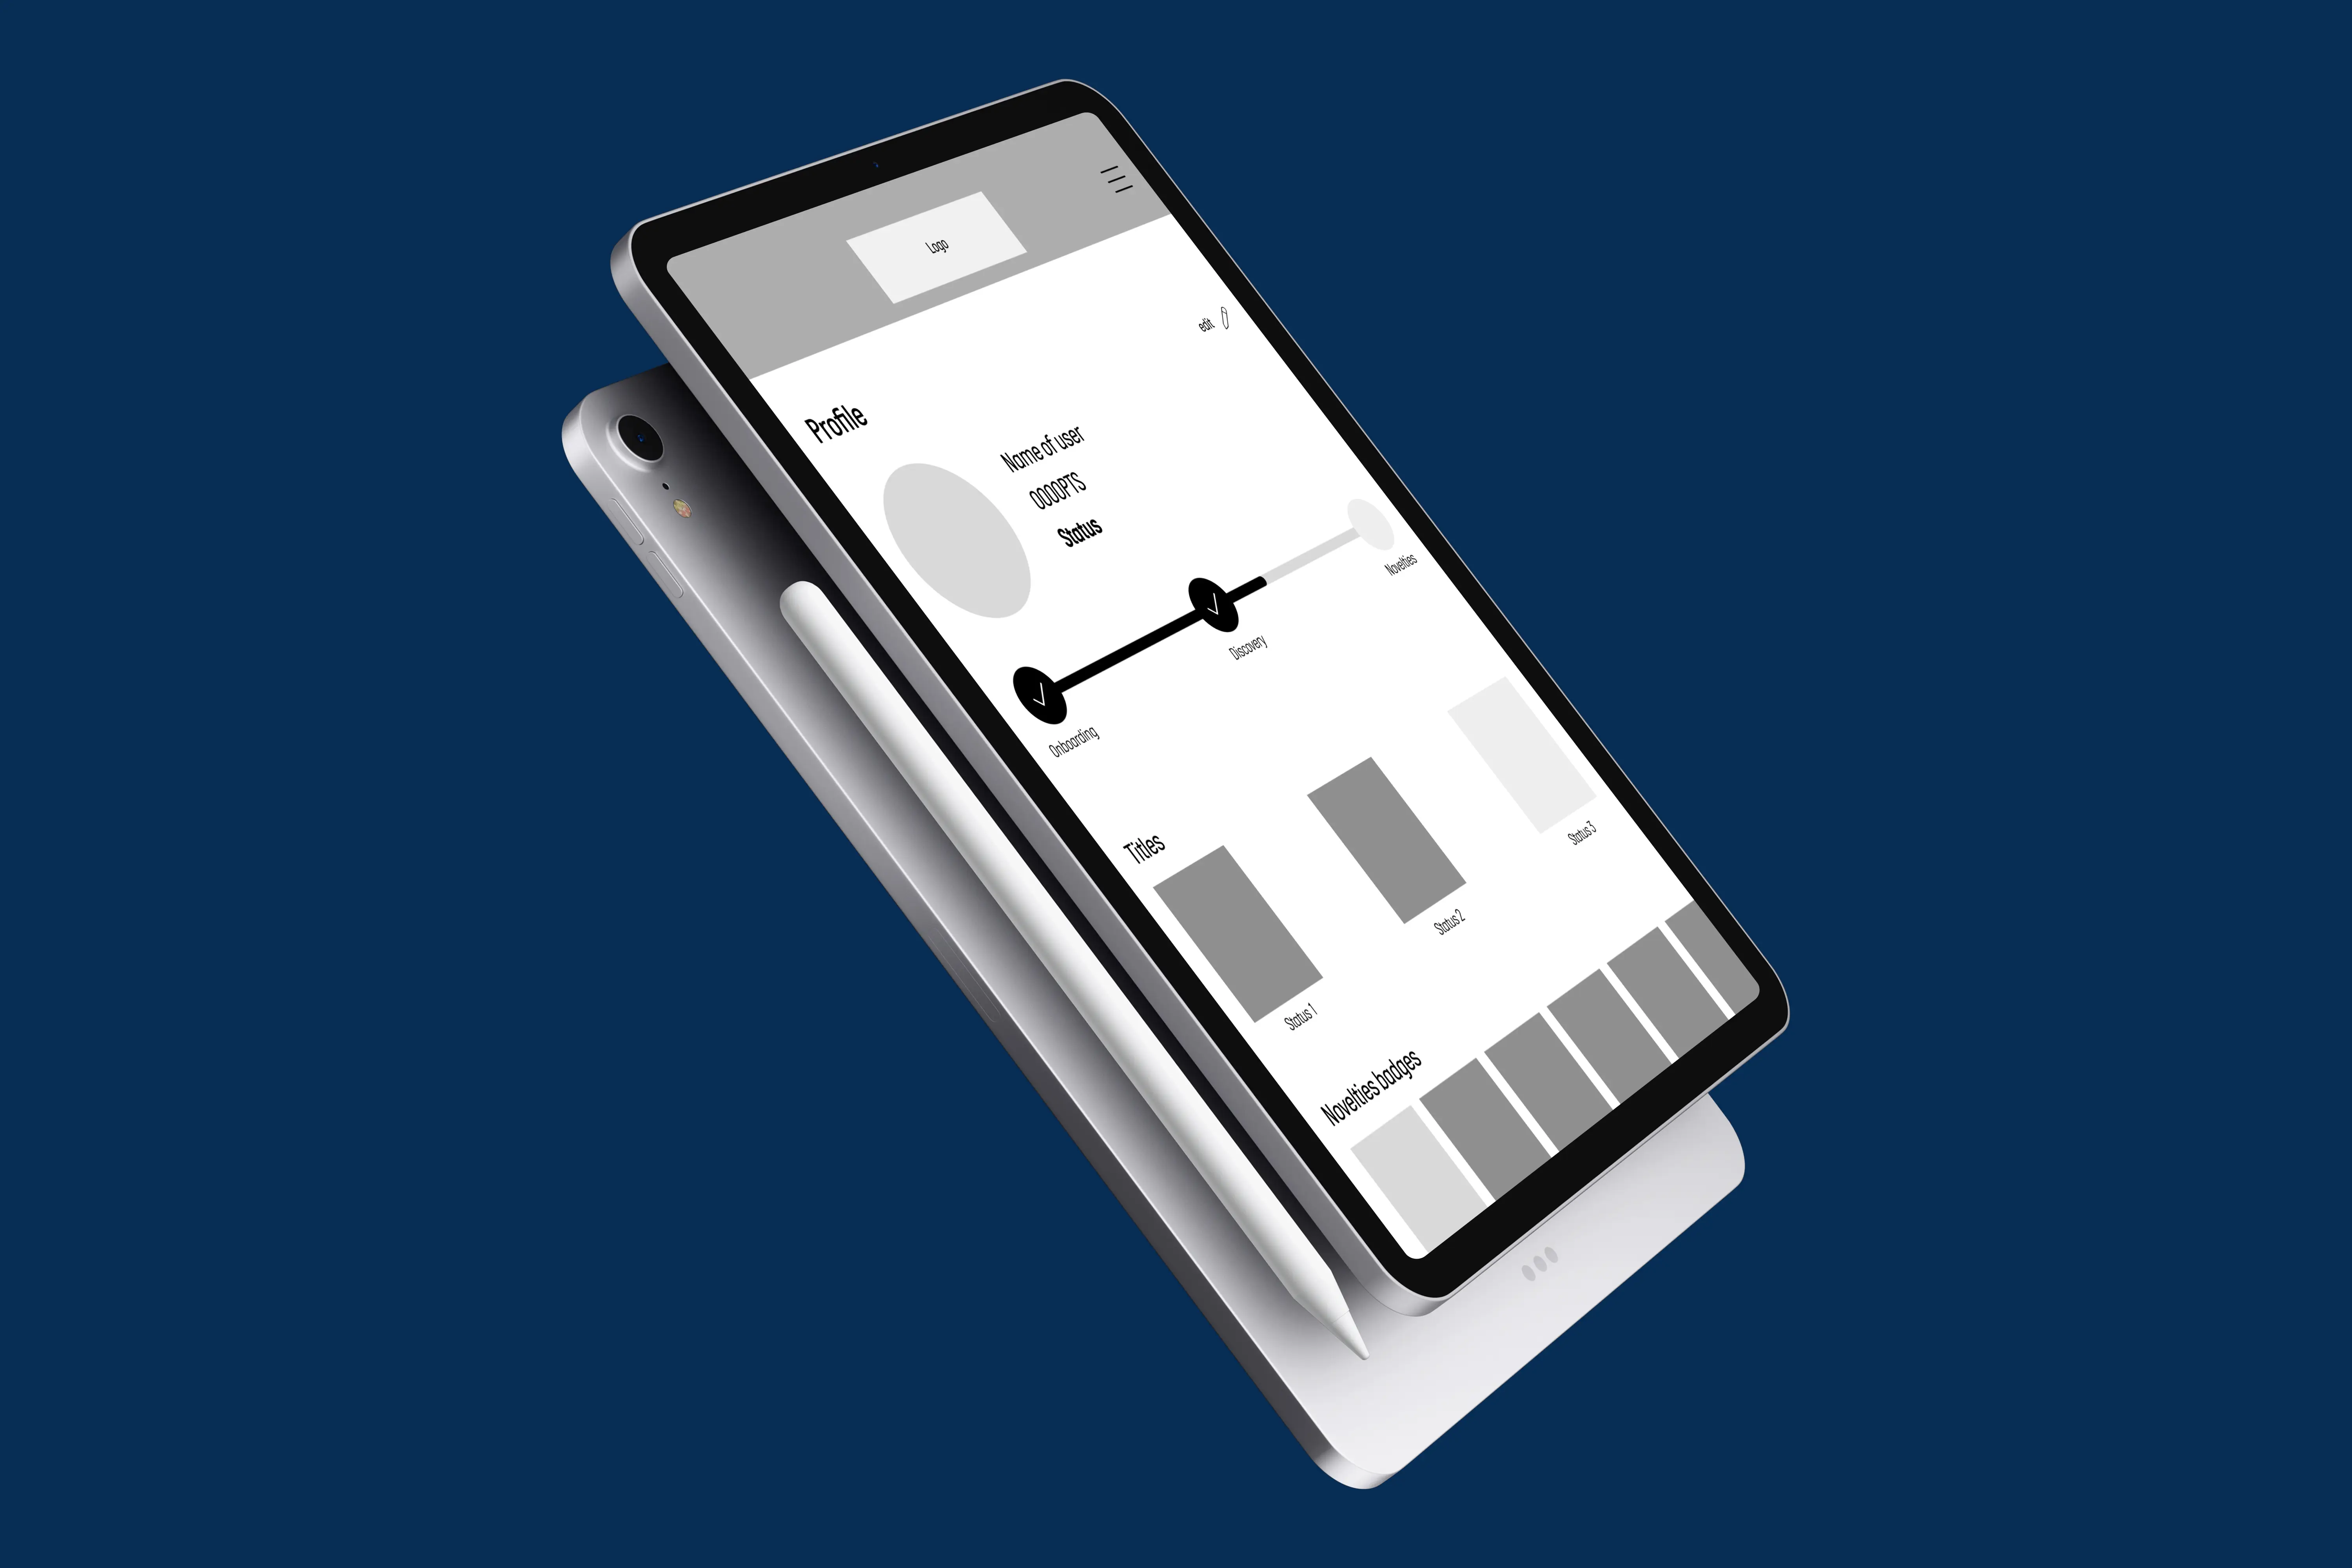 Logo
edit
Profile
Name of user
0000PTS
Status
Onboarding
Discovery
Novelties
Titles
Status 1
Status 2
Status 3
Novelties badges